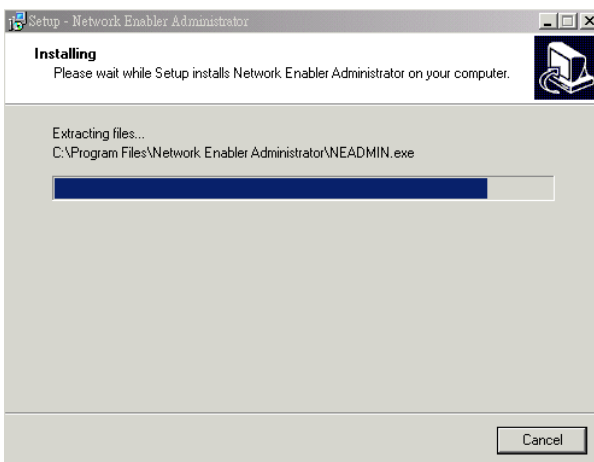 Setup - Network Enabler Administrator
Installing
Please wait while Setup installs Network Enabler Administrator on your computer.
Extracting files...
C:\Program Files\Network Enabler Administrator\NEADMIN.exe
Cancel